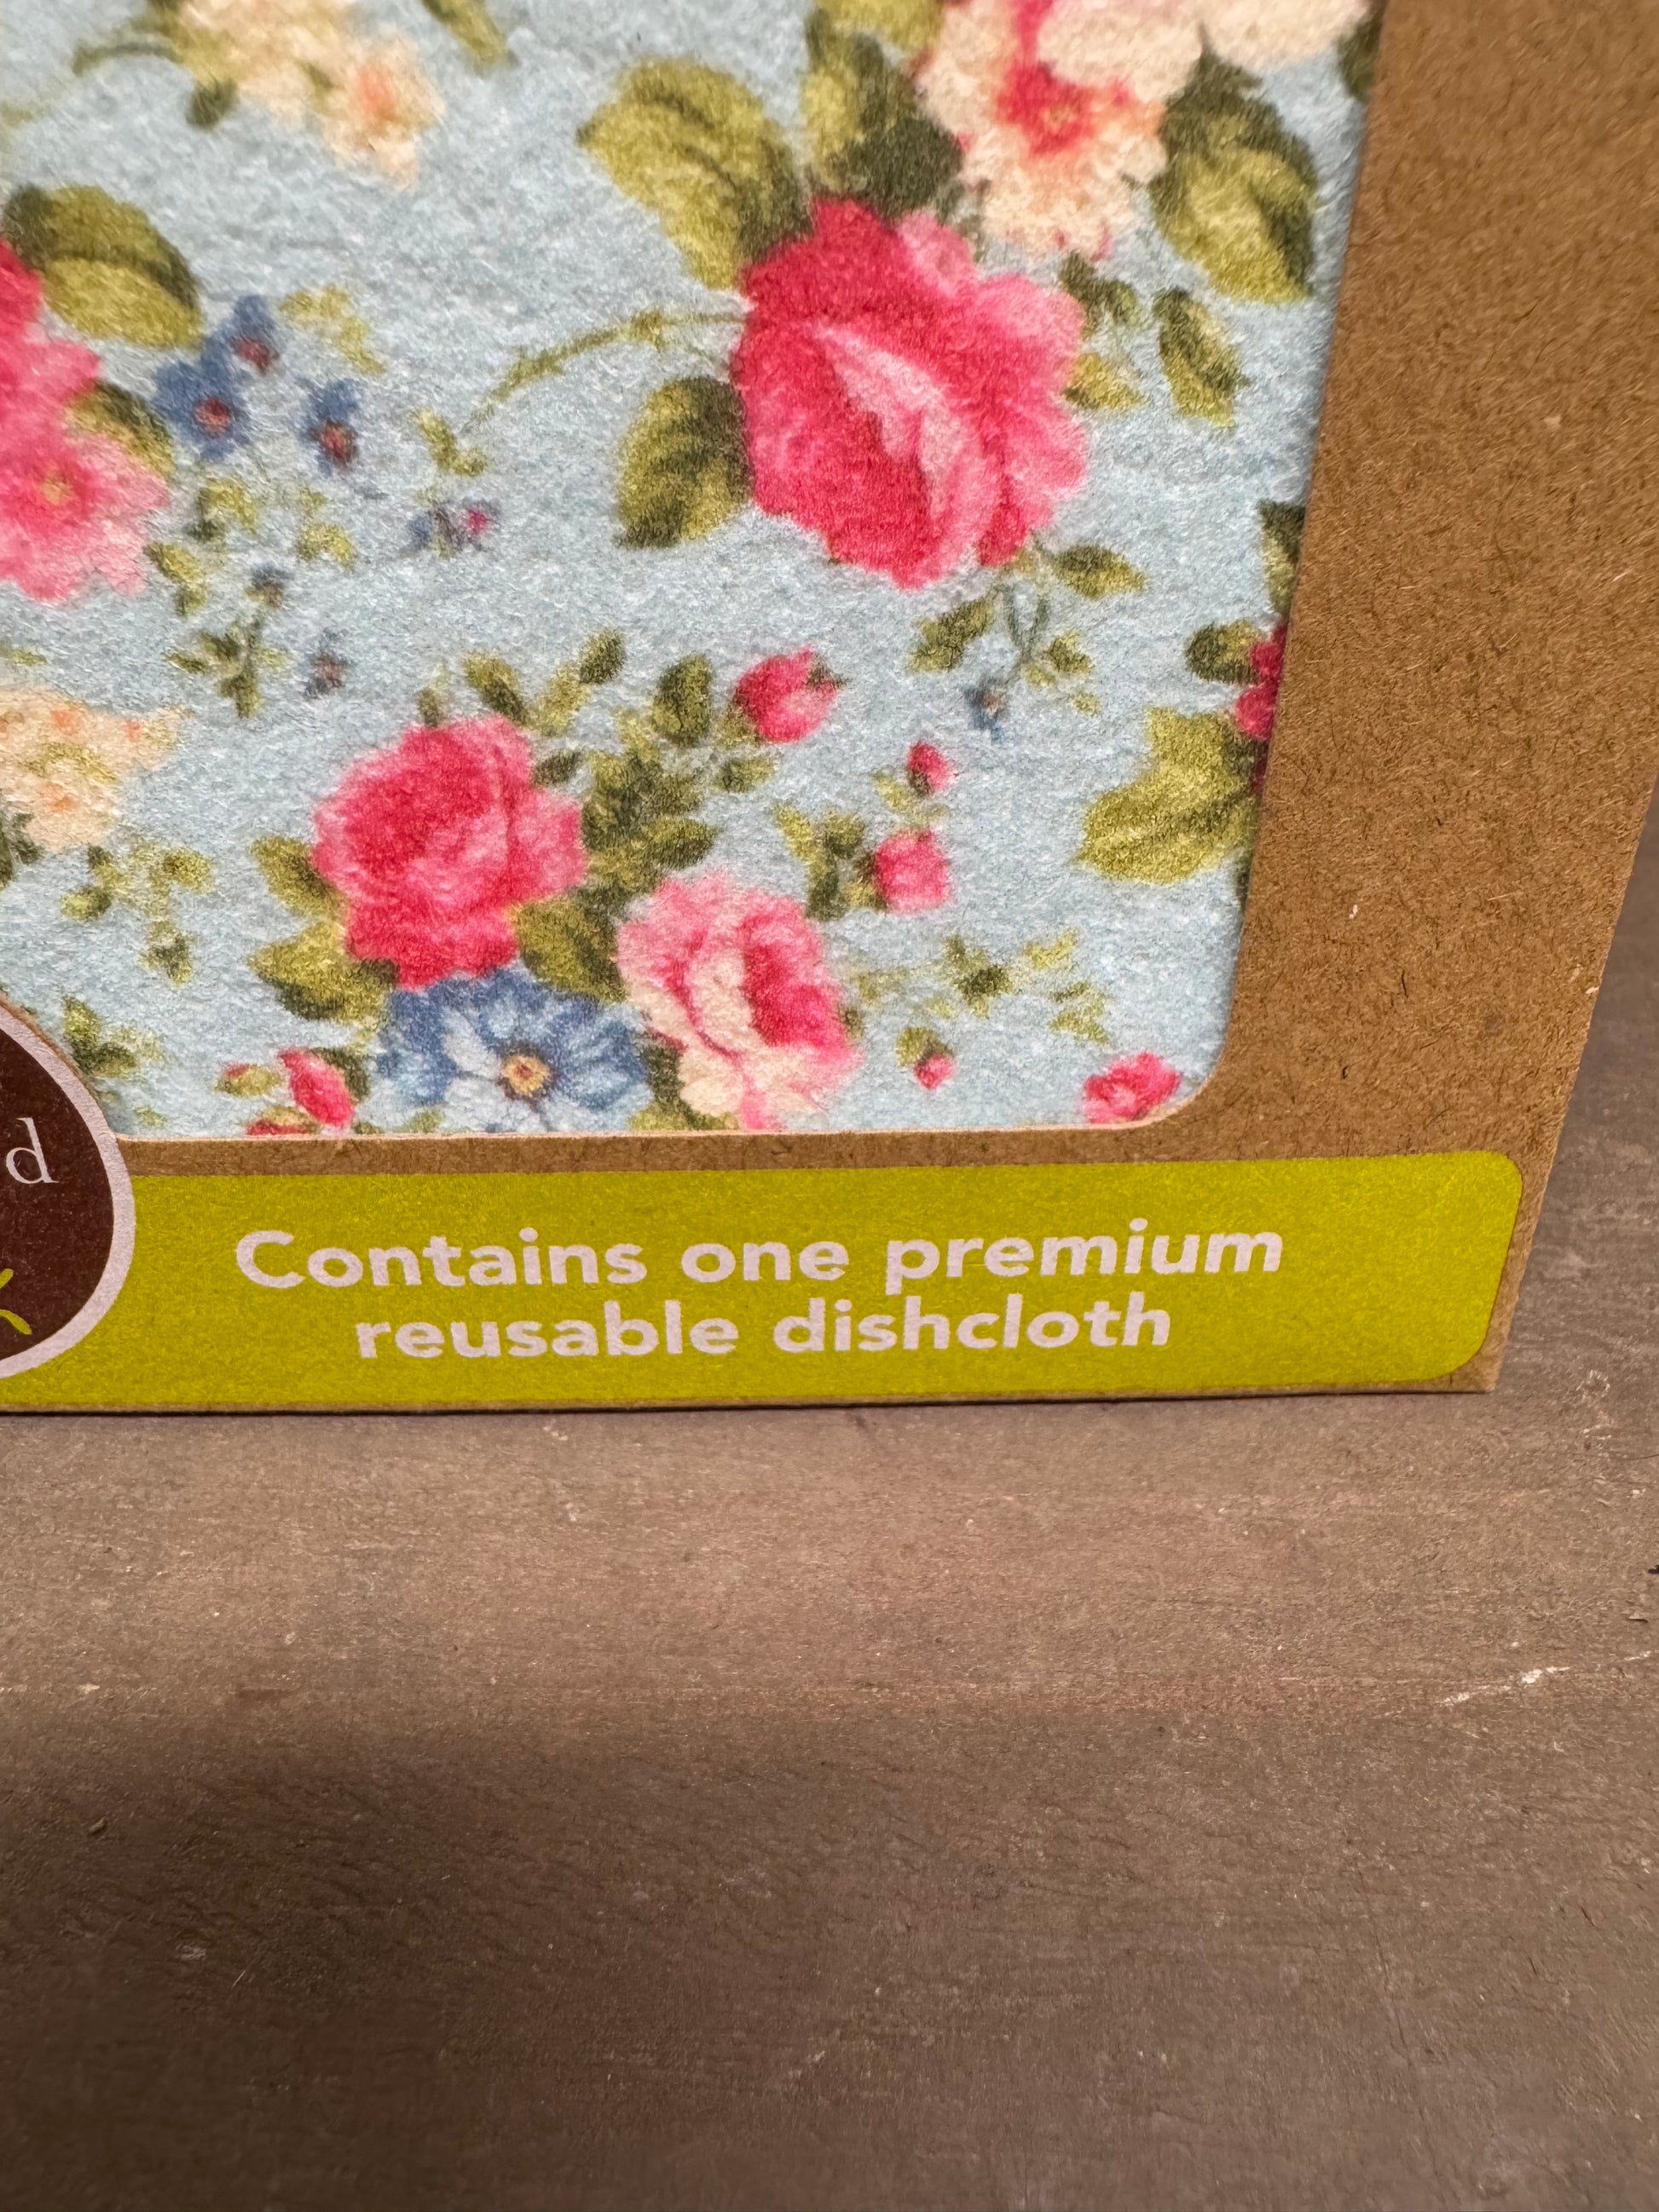 d
Contains one premium
reusable dishcloth